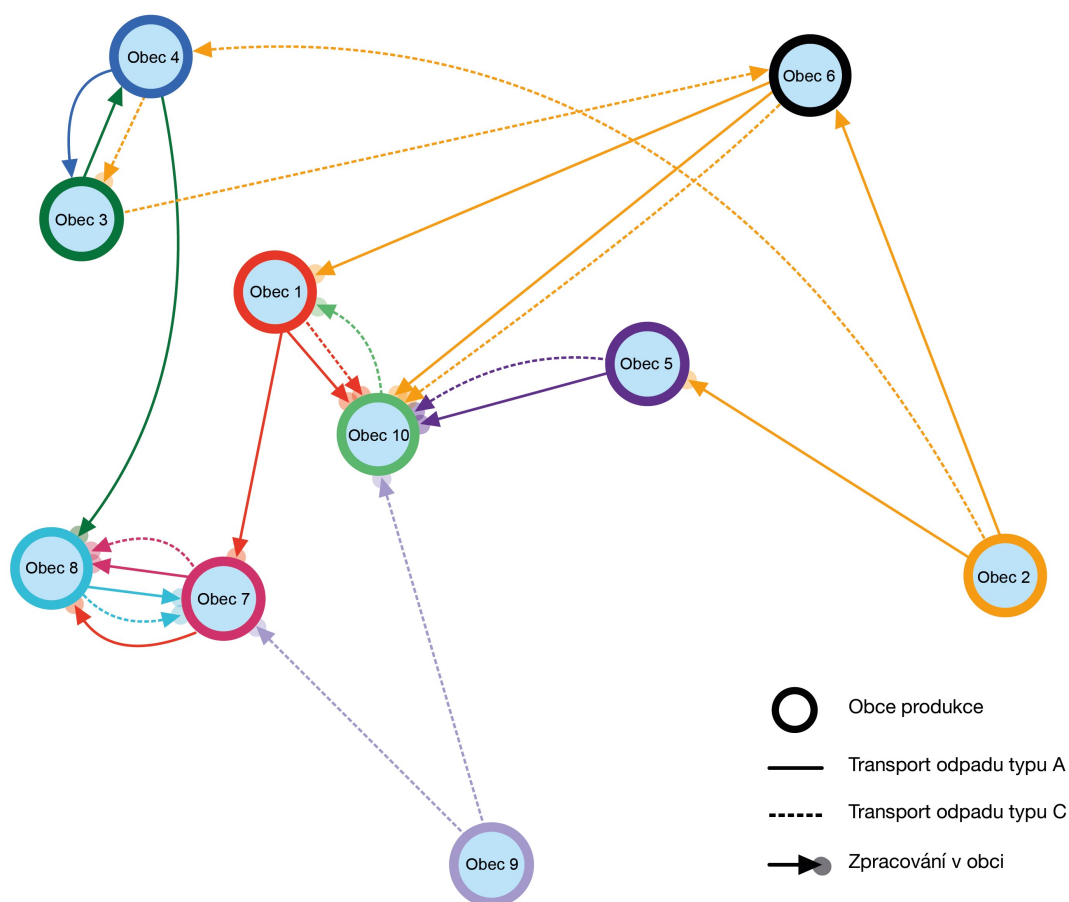 Obec 4
Obec 6
Obec 3
Obec 1
Obec 5
Obec 10
Obec 8
Obec 7
Obec 2
Obec 9
Obce produkce
Transport odpadu typu A
Transport odpadu typu C
Zpracování v obci